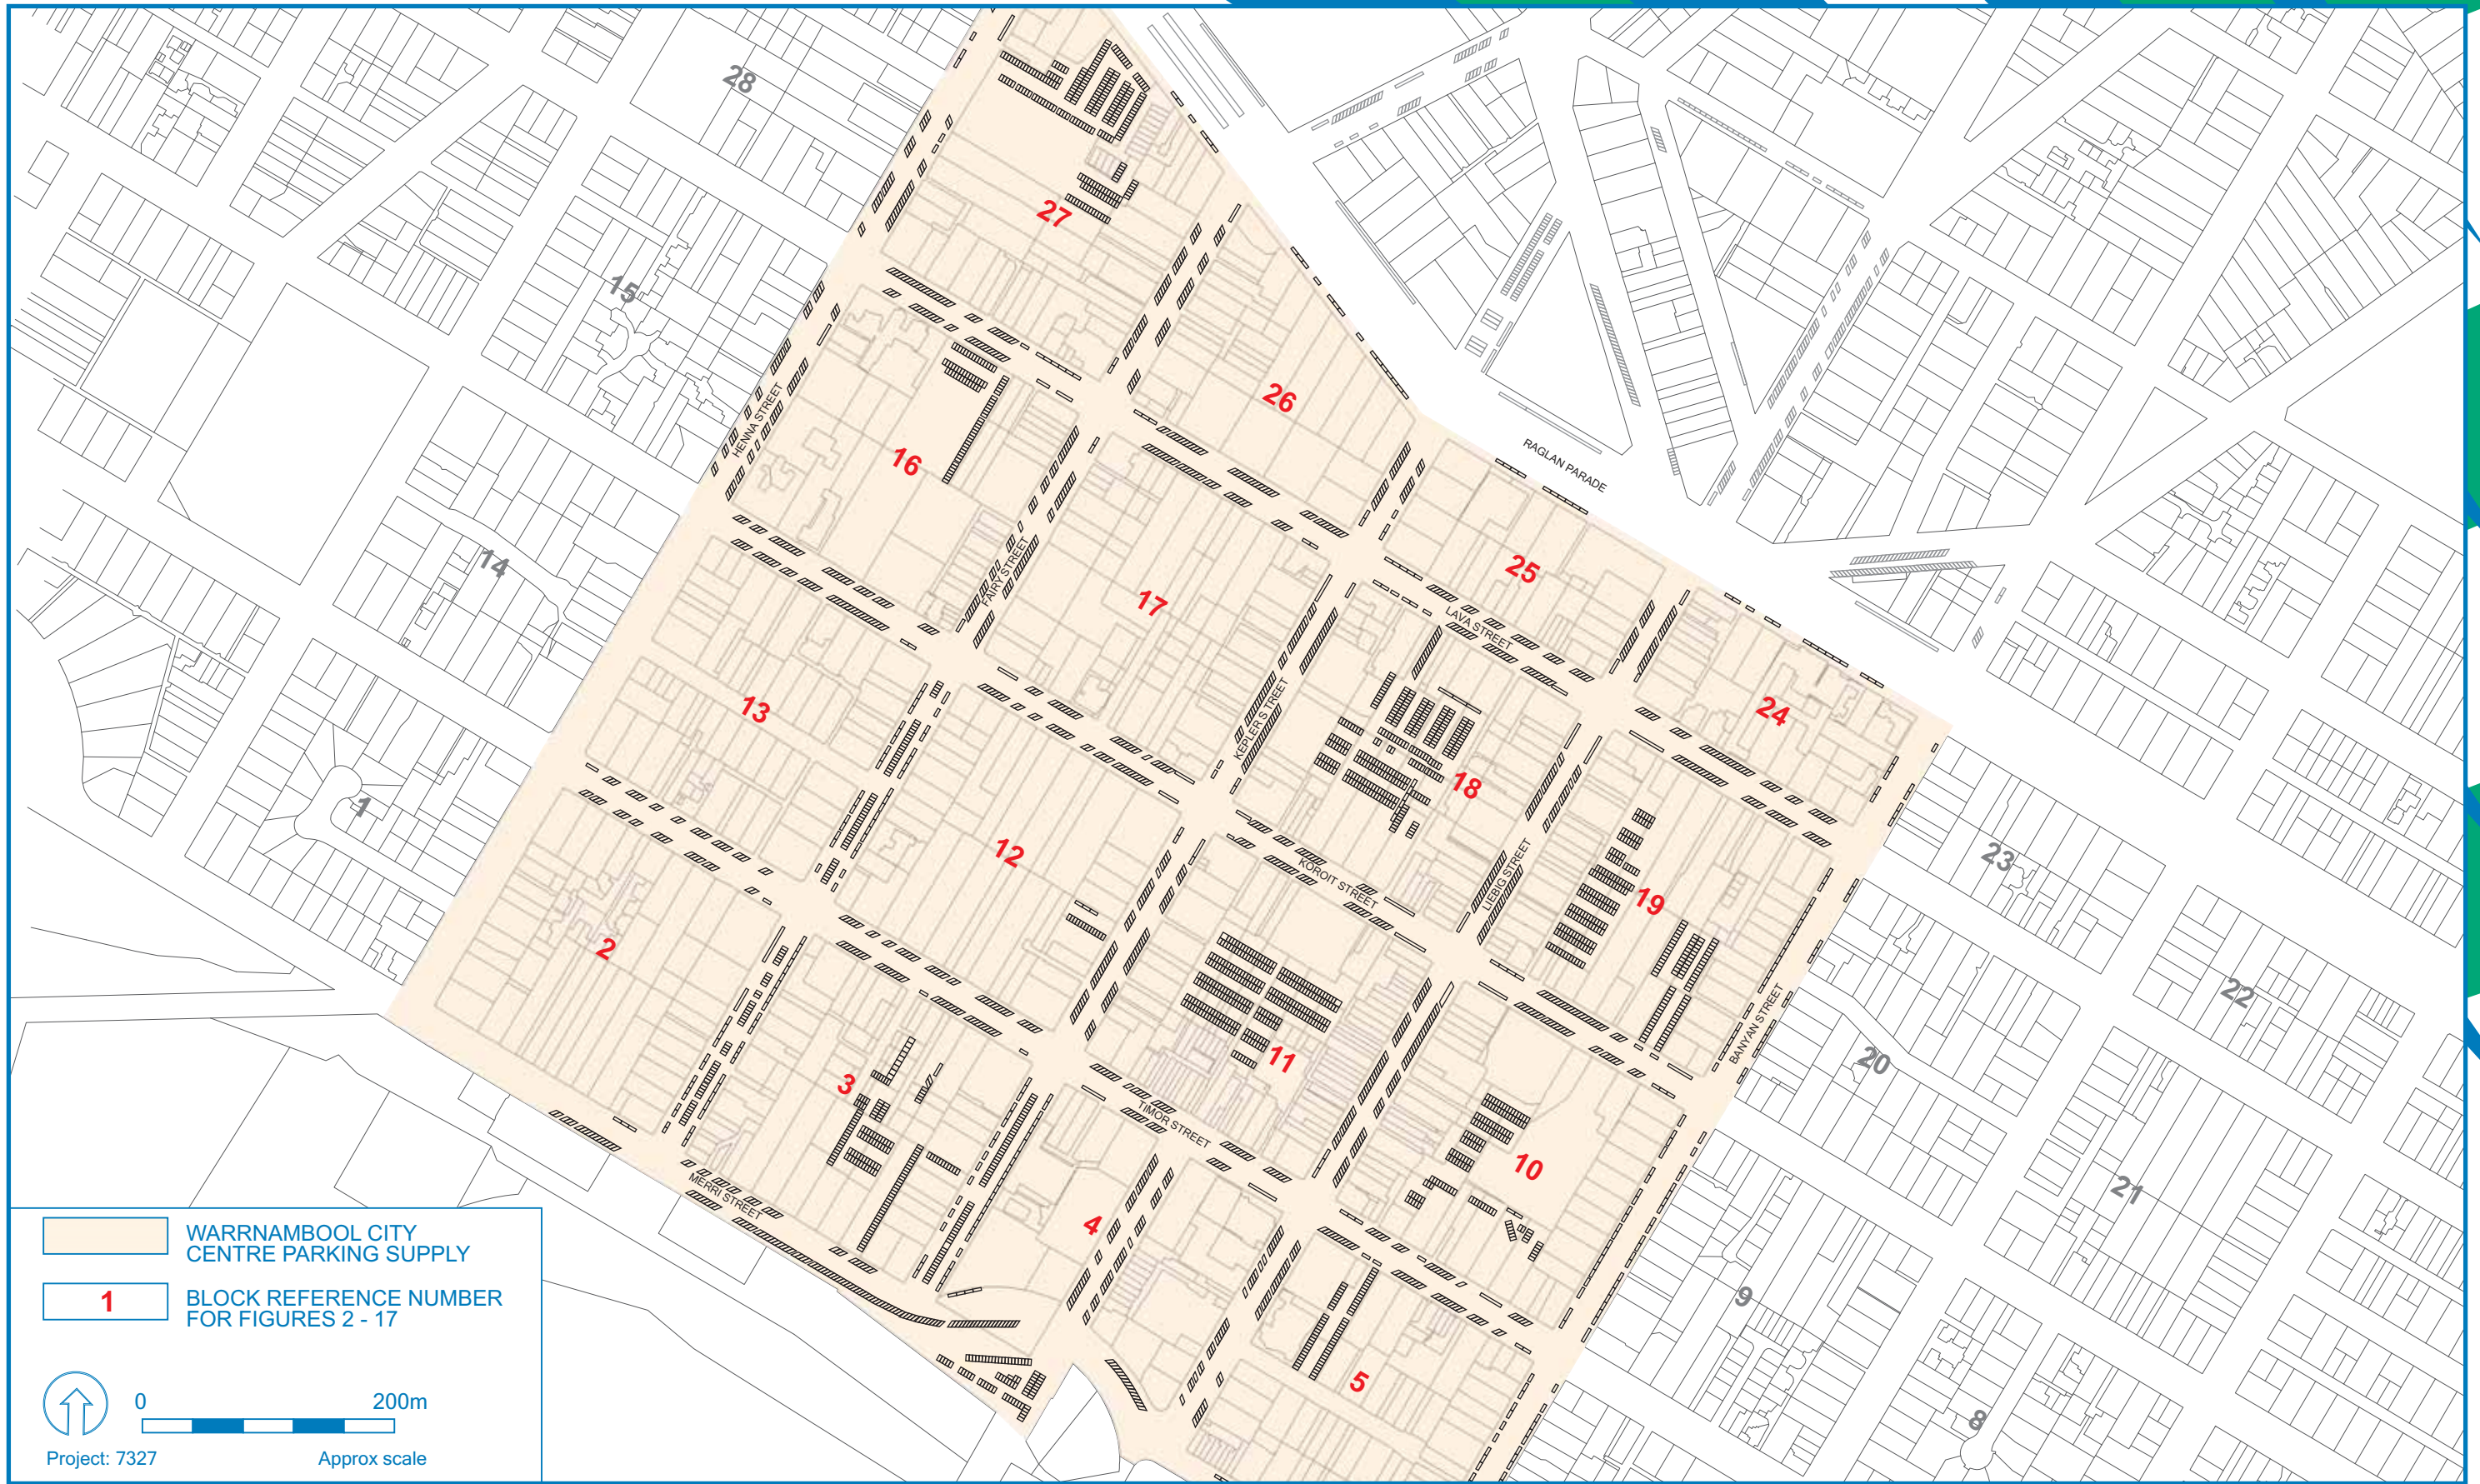 28
27
15
HENNA STREET
26
16
RAGLAN PARADE
14
FAIRY STREET
17
25
LAVA STREET
13
KEPLER S STREET
24
18
1
12
KOROIT STREET
LIEBIG STREET
23
19
2
22
BANYAN STREET
3
11
20
TIMOR STREET
10
21
MERRI STREET
4
9
5
8
WARRNAMBOOL CITY
CENTRE PARKING SUPPLY
1
BLOCK REFERENCE NUMBER
FOR FIGURES 2 - 17
0
200m
Project: 7327
Approx scale